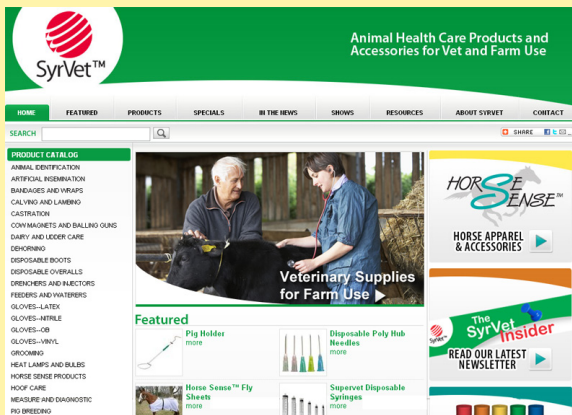 SyrVet™
Animal Health Care Products and
Accessories for Vet and Farm Use
HOME
FEATURED
PRODUCTS
SPECIALS
IN THE NEWS
SHOWS
RESOURCES
ABOUT SYRVET
CONTACT
SEARCH
SHARE
PRODUCT CATALOG
ANIMAL IDENTIFICATION
ARTIFICIAL INSEMINATION
BANDAGES AND WRAPS
CALVING AND LAMBING
CASTRATION
COW MAGNETS AND BALLING GUNS
DAIRY AND UDDER CARE
DEHORNING
DISPOSABLE BOOTS
DISPOSABLE OVERALLS
DRENCHERS AND INJECTORS
FEEDERS AND WATERERS
GLOVES--LATEX
GLOVES--NITRILE
GLOVES--OB
GLOVES--VINYL
GROOMING
HEAT LAMPS AND BULBS
HORSE SENSE PRODUCTS
HOOF CARE
MEASURE AND DIAGNOSTIC
PIG BREEDING
Veterinary Supplies
for Farm Use
Featured
Pig Holder
more
Disposable Poly Hub
Needles
more
Horse Sense™ Fly
Sheets
more
Supervet Disposable
Syringes
more
HORSE
SENSE™
HORSE APPAREL
& ACCESSORIES
The
SyrVet Insider
SyrVet
READ OUR LATEST
NEWSLETTER